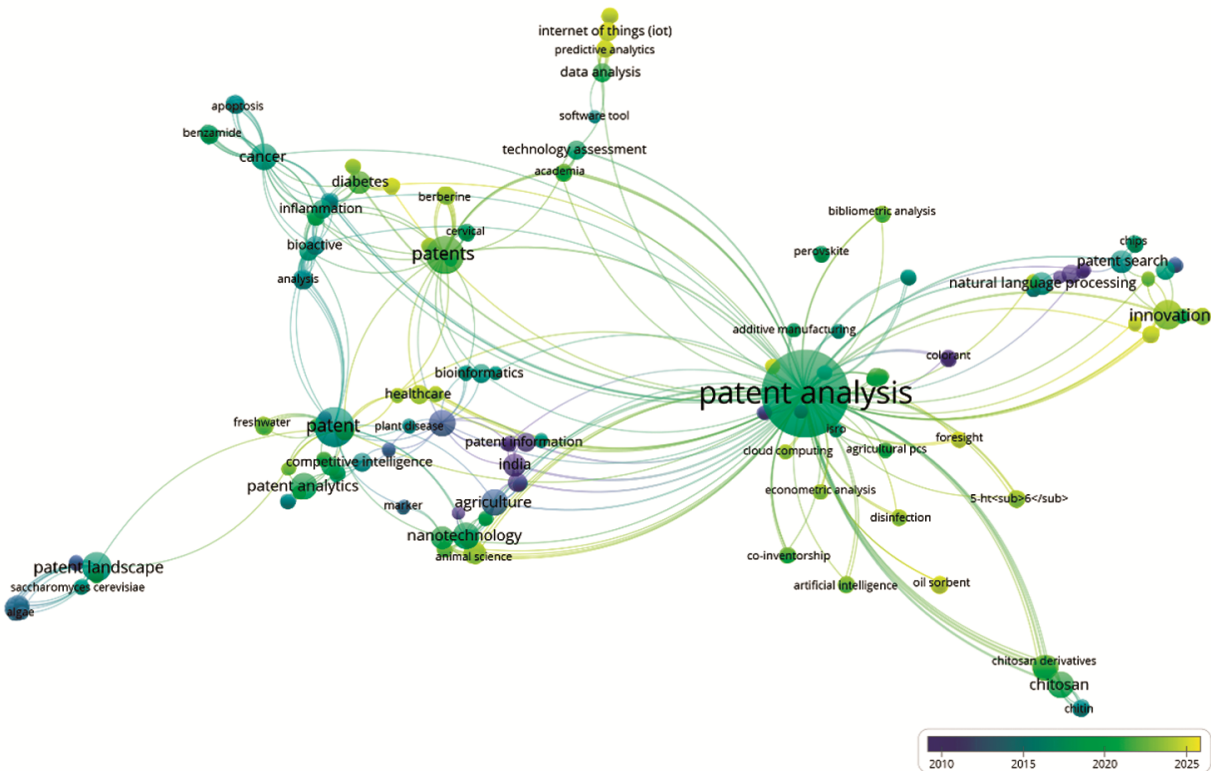 internet of things (iot)
predictive analytics
data analysis
software tool
technology assessment
academia
apoptosis
benzamide
cancer
diabetes
inflammation
bioactive
analysis
berberine
cervical
patents
bibliometric analysis
perovskite
chips
patent search
natural language processing
innovation
additive manufacturing
colorant
patent analysis
bioinformatics
healthcare
freshwater
patent
plant disease
patent information
competitive intelligence
india
patent analytics
marker
agriculture
nanotechnology
animal science
isro
cloud computing
agricultural pcs
foresight
econometric analysis
5-ht<sub>6</sub>
disinfection
co-inventorship
artificial intelligence
oil sorbent
patent landscape
saccharomyces cerevisiae
algae
chitosan derivatives
chitosan
chitin
2010 2015 2020 2025